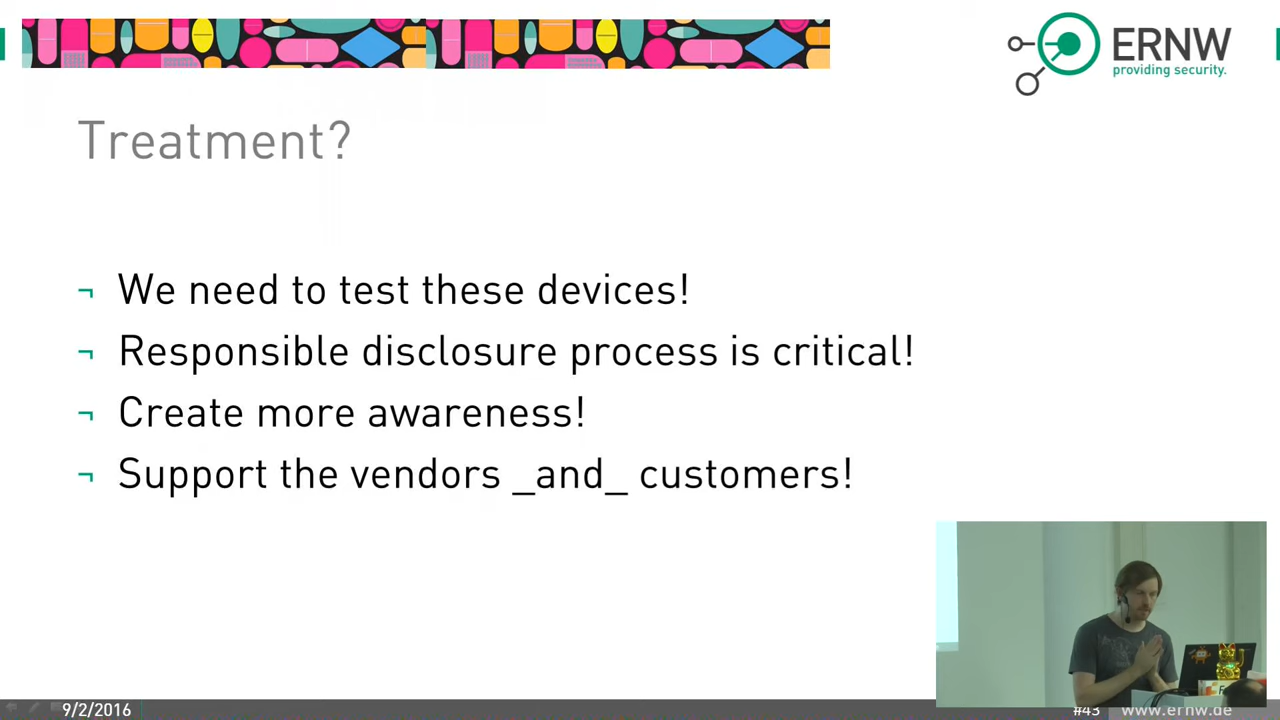 ERNW
providing security.
Treatment?
¬ We need to test these devices!
¬ Responsible disclosure process is critical!
¬ Create more awareness!
¬ Support the vendors _and_ customers!
9/2/2016
#43
www.ernw.de